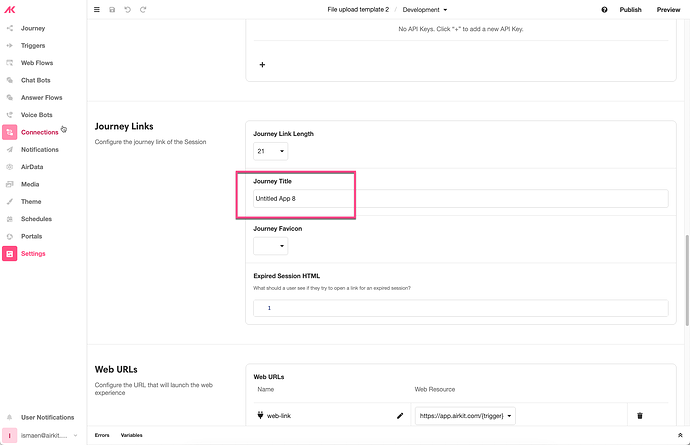 File upload template 2 / Development
Publish
Preview
Journey
Triggers
Web Flows
Chat Bots
Answer Flows
Voice Bots
Connections
Notifications
AirData
Media
Theme
Schedules
Portals
Settings
User Notifications
I
ismaen@airkit....
No API Keys. Click “+” to add a new API Key.
+
Journey Links
Configure the journey link of the Session
Journey Link Length
21
Journey Title
Untitled App 8
Journey Favicon
Expired Session HTML
What should a user see if they try to open a link for an expired session?
1
Web URLs
Configure the URL that will launch the web
experience
Web URLs
Name Web Resource
web-link https://app.airkit.com/{trigger}
Errors Variables